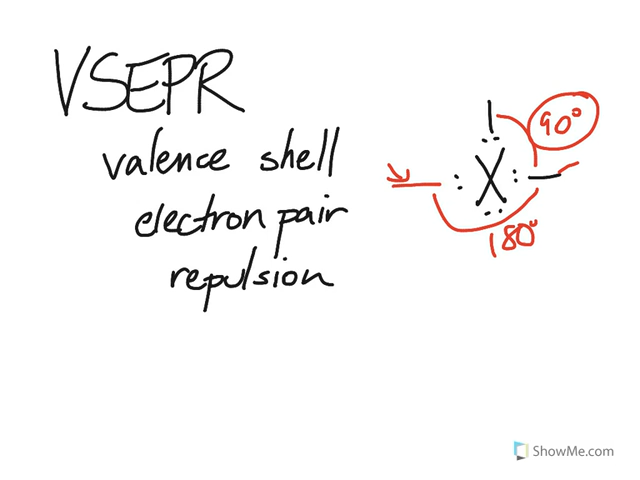 VSEPR
valence shell
electron pair
repulsion
90°
X
180°
ShowMe.com